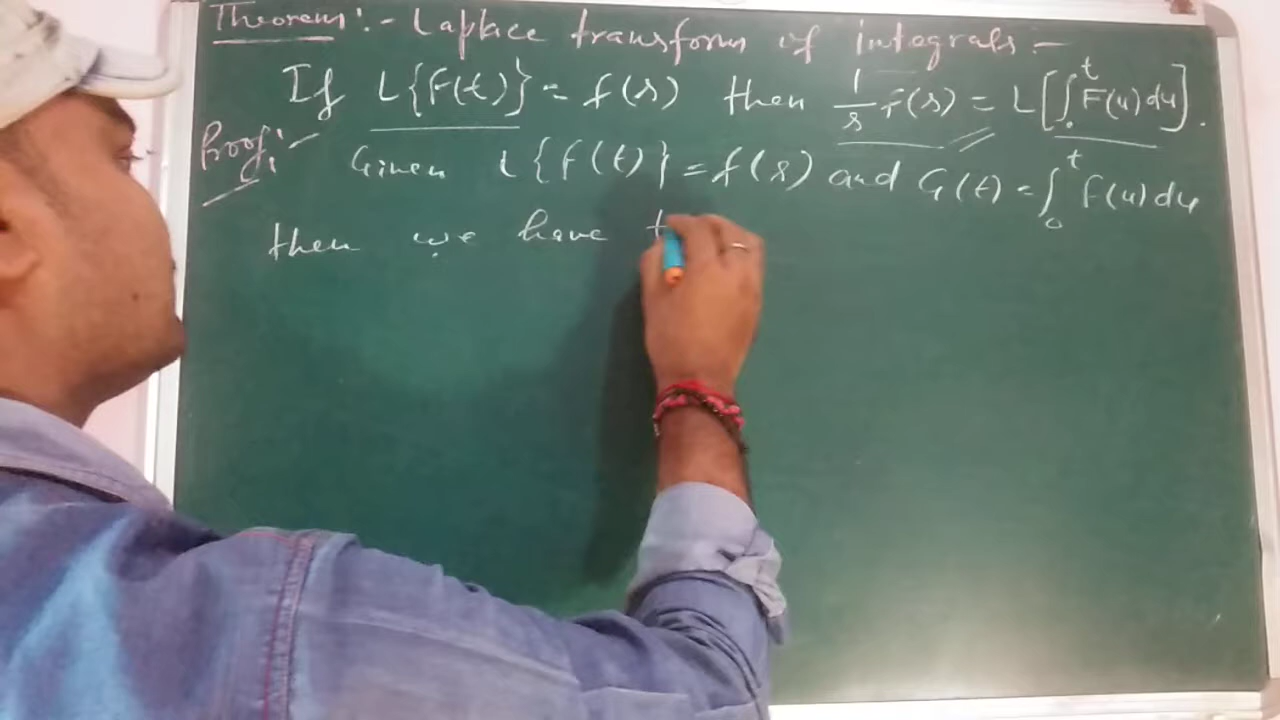 Theorem:- Laplace transform of integrals:-
If L{F(t)} = f(s) then 1/s f(s) = L[∫₀ᵗ F(u) du].
Proof:- Given L{F(t)} = f(s) and G(t) = ∫₀ᵗ F(u) du
then we have t